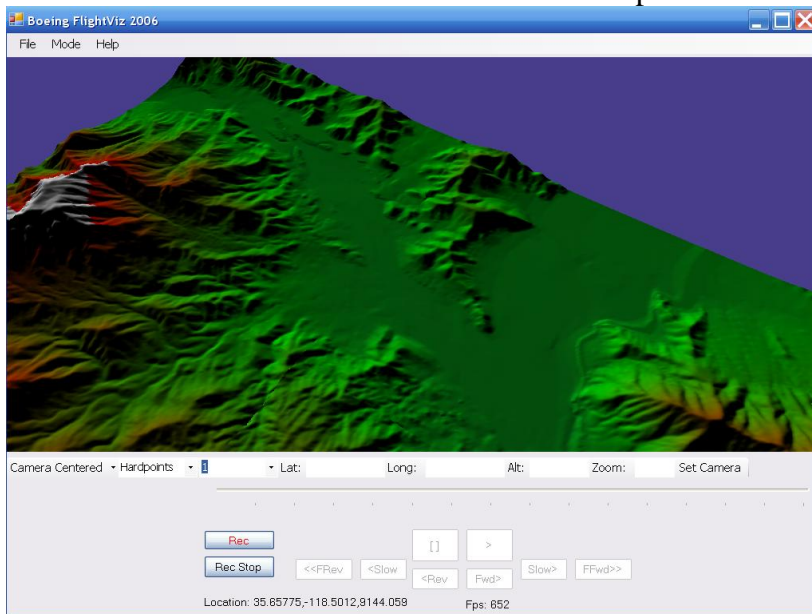 Boeing FlightViz 2006
File Mode Help
Camera Centered Hardpoints 1 Lat: Long: Alt: Zoom: Set Camera
Rec [ ] >
Rec Stop <<FRev <Slow <Rev Fwd> Slow> FFwd>>
Location: 35.65775,-118.5012,9144.059 Fps: 652